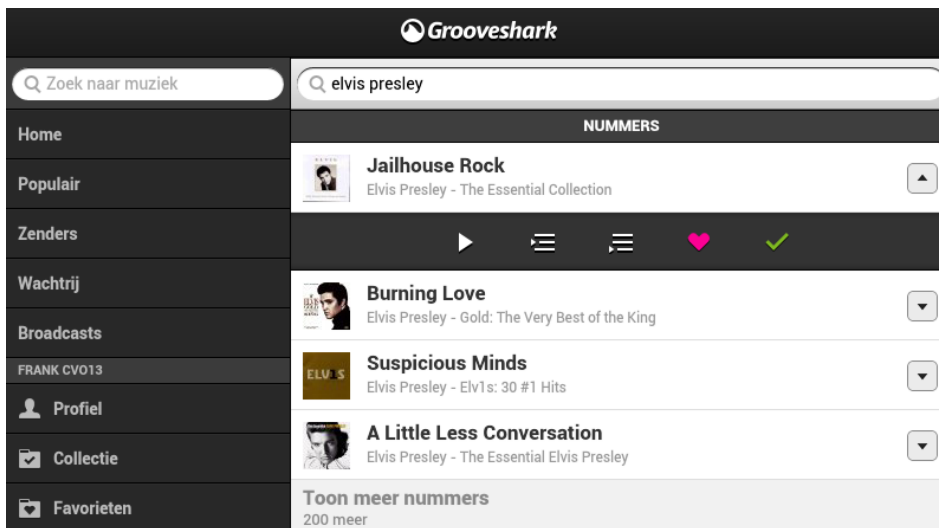 Grooveshark
Zoek naar muziek
Home
Populair
Zenders
Wachtrij
Broadcasts
FRANK CVO13
Profiel
Collectie
Favorieten
elvis presley
NUMMERS
Jailhouse Rock
Elvis Presley - The Essential Collection
Burning Love
Elvis Presley - Gold: The Very Best of the King
Suspicious Minds
Elvis Presley - Elv1s: 30 #1 Hits
ELV1S
A Little Less Conversation
Elvis Presley - The Essential Elvis Presley
Toon meer nummers
200 meer